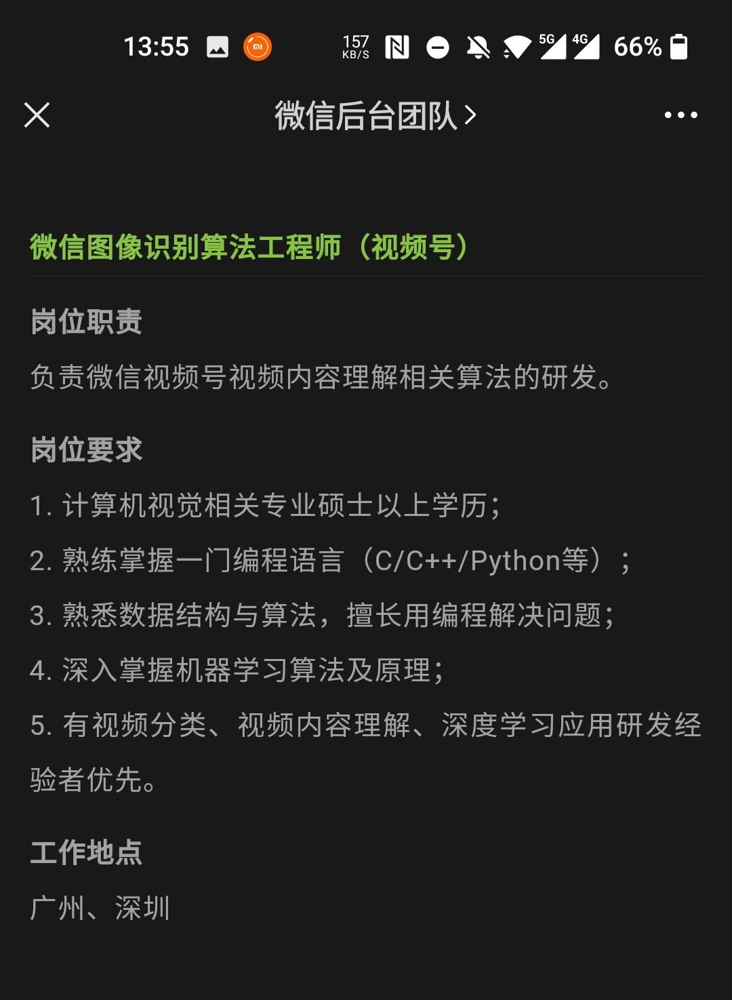 13:55
157
KB/S
5G
4G
66%
微信后台团队
微信图像识别算法工程师（视频号）
岗位职责
负责微信视频号视频内容理解相关算法的研发。
岗位要求
1. 计算机视觉相关专业硕士以上学历；
2. 熟练掌握一门编程语言（C/C++/Python等）；
3. 熟悉数据结构与算法，擅长用编程解决问题；
4. 深入掌握机器学习算法及原理；
5. 有视频分类、视频内容理解、深度学习应用研发经
验者优先。
工作地点
广州、深圳